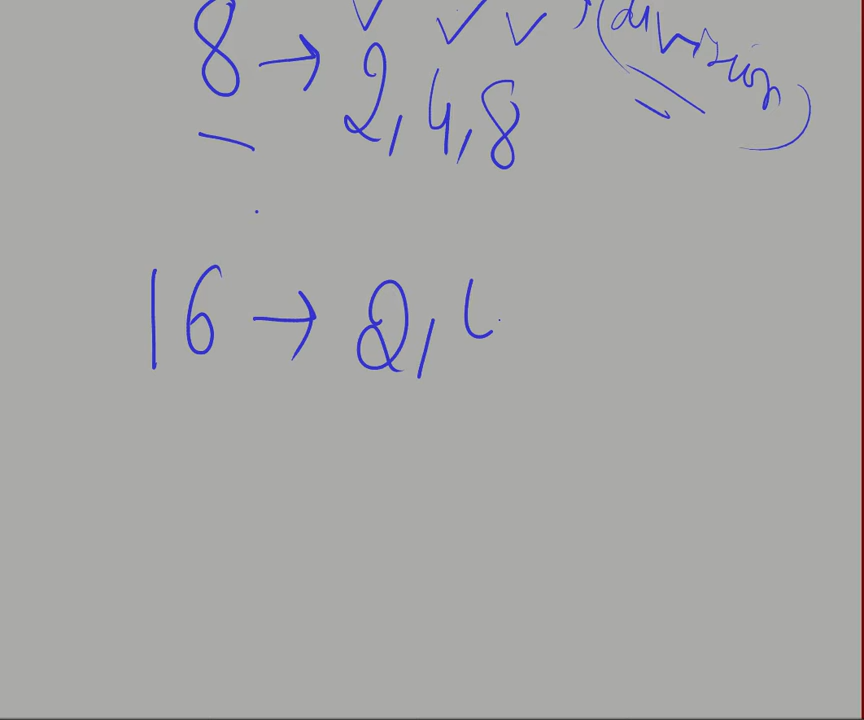 8 → 2, 4, 8 (division)
16 → 2,